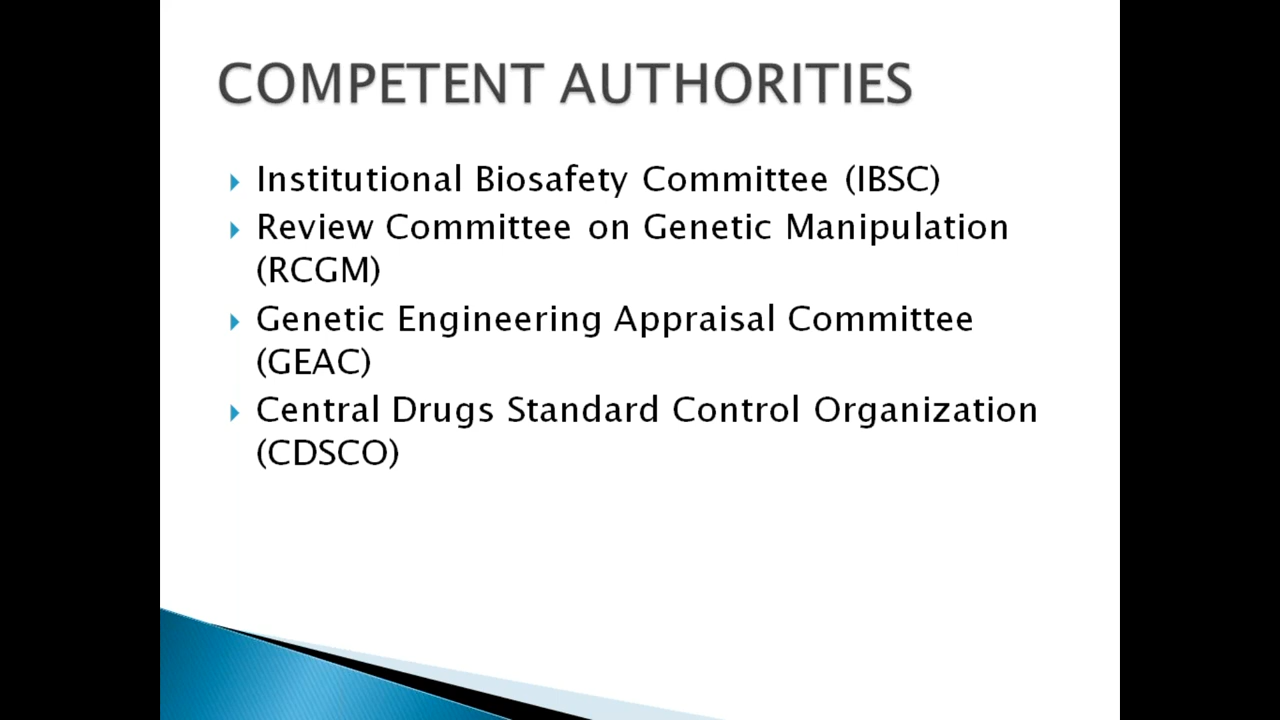 COMPETENT AUTHORITIES
Institutional Biosafety Committee (IBSC)
Review Committee on Genetic Manipulation
(RCGM)
Genetic Engineering Appraisal Committee
(GEAC)
Central Drugs Standard Control Organization
(CDSCO)